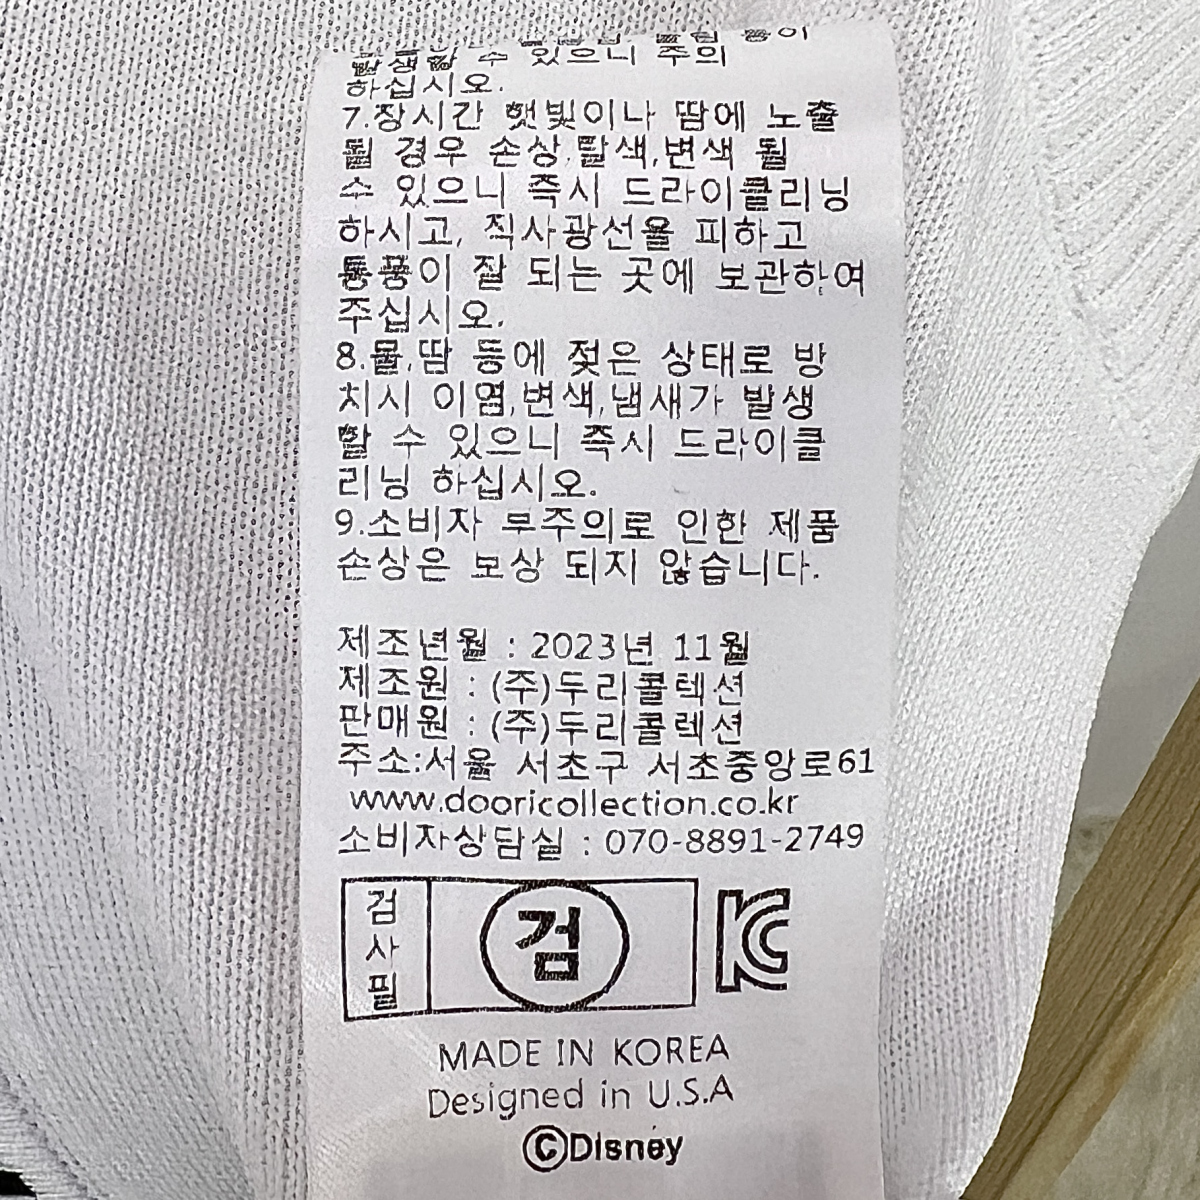 발생할 수 있으니 주의
하십시오.
7.장시간 햇빛이나 땀에 노출
될 경우 손상,탈색,변색 될
수 있으니 즉시 드라이클리닝
하시고, 직사광선을 피하고
통풍이 잘 되는 곳에 보관하여
주십시오.
8.물,땀 등에 젖은 상태로 방
치시 이염,변색,냄새가 발생
할 수 있으니 즉시 드라이클
리닝 하십시오.
9.소비자 부주의로 인한 제품
손상은 보상 되지 않습니다.
제조년월 : 2023년 11월
제조원 : (주)두리콜렉션
판매원 : (주)두리콜렉션
주소:서울 서초구 서초중앙로61
www.dooricollection.co.kr
소비자상담실 : 070-8891-2749
검사필
검
KC
MADE IN KOREA
Designed in U.S.A
©Disney